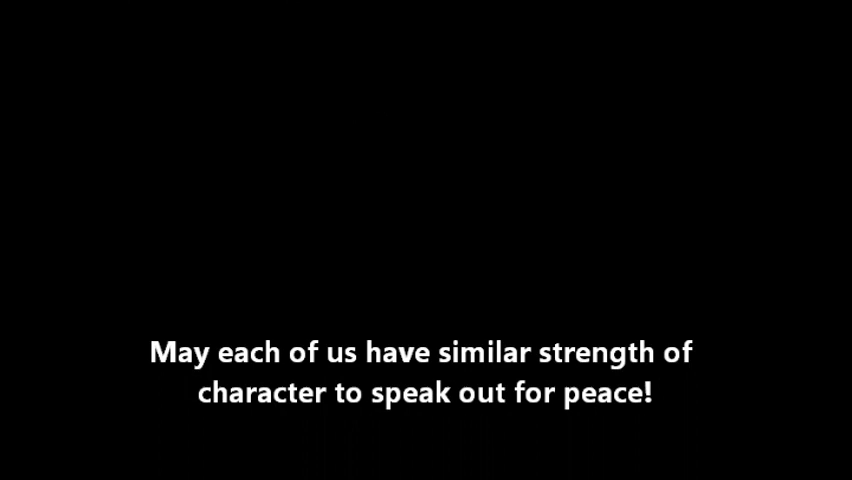 May each of us have similar strength of
character to speak out for peace!